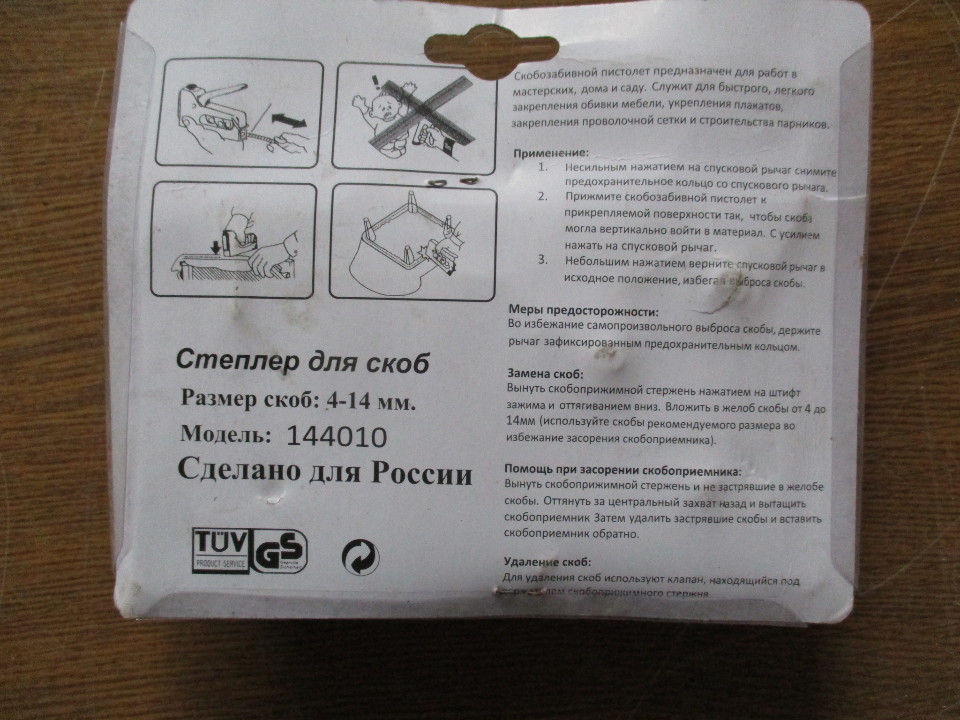 Скобозабивной пистолет предназначен для работ в
мастерских, дома и саду. Служит для быстрого, легкого
закрепления обивки мебели, укрепления плакатов,
закрепления проволочной сетки и строительства парников.
Применение:
1. Несильным нажатием на спусковой рычаг снимите
предохранительное кольцо со спускового рычага.
2. Прижмите скобозабивной пистолет к
прикрепляемой поверхности так, чтобы скоба
могла вертикально войти в материал. С усилием
нажать на спусковой рычаг.
3. Небольшим нажатием верните спусковой рычаг в
исходное положение, избегая выброса скобы.
Меры предосторожности:
Во избежание самопроизвольного выброса скобы, держите
рычаг зафиксированным предохранительным кольцом.
Замена скоб:
Вынуть скобоприжимной стержень нажатием на штифт
зажима и оттягиванием вниз. Вложить в желоб скобы от 4 до
14мм (используйте скобы рекомендуемого размера во
избежание засорения скобоприемника).
Помощь при засорении скобоприемника:
Вынуть скобоприжимной стержень и не застрявшие в желобе
скобы. Оттянуть за центральный захват назад и вытащить
скобоприемник Затем удалить застрявшие скобы и вставить
скобоприемник обратно.
Удаление скоб:
Для удаления скоб используют клапан, находящийся под
скобоприжимного стержня
Степлер для скоб
Размер скоб: 4-14 мм.
Модель: 144010
Сделано для России
TÜV
PRODUCT SERVICE
GS